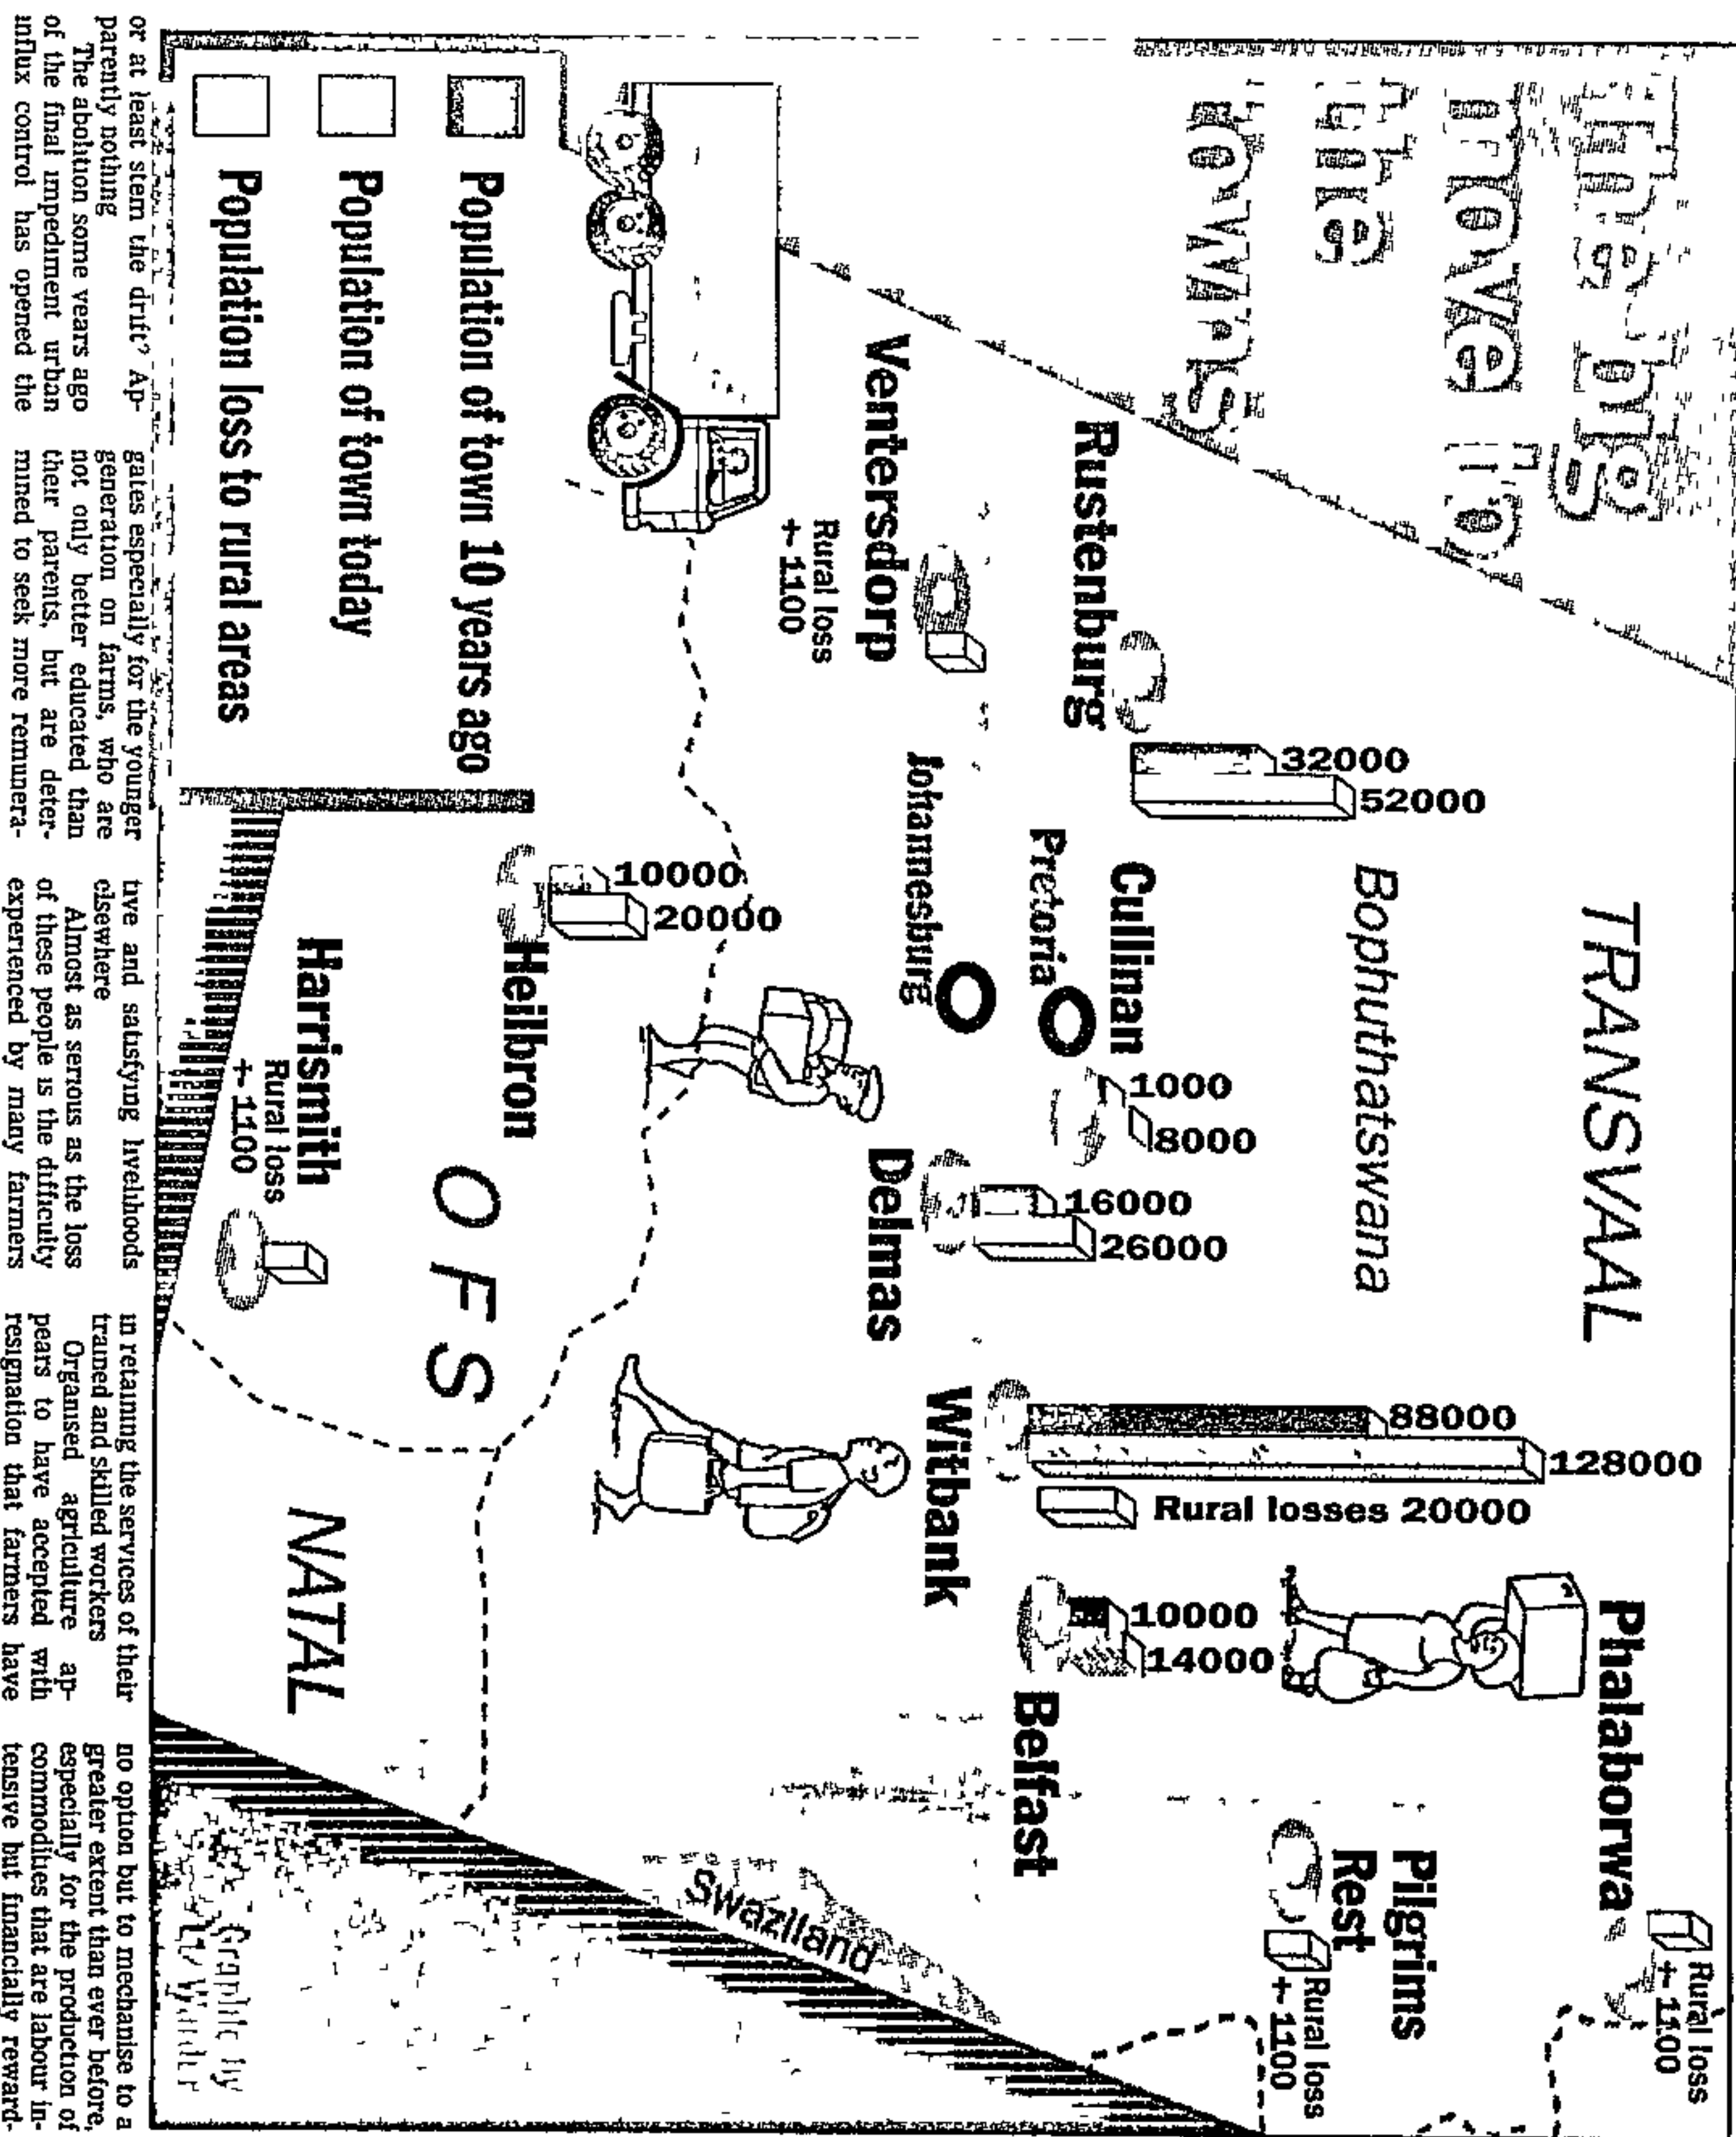 The long
move to
the
towns
TRANSVAAL
Bophuthatswana
Phalaborwa
Rural loss
+- 1100
Pilgrims
Rest
Rural loss
+- 1100
Rustenburg
32000
52000
Cullinan
1000
8000
Pretoria
Johannesburg
Witbank
88000
128000
Rural losses 20000
Belfast
10000
14000
Delmas
16000
26000
Ventersdorp
Rural loss
+- 1100
Swaziland
Heilbron
10000
20000
OFS
Harrismith
Rural loss
+- 1100
NATAL
Population of town 10 years ago
Population of town today
Population loss to rural areas
Graphic by
or at least stem the drift? Ap-
parently nothing
The abolition some years ago
of the final impediment urban
influx control has opened the
gates especially for the younger
generation on farms, who are
not only better educated than
their parents, but are deter-
mined to seek more remunera-
tive and satisfying livelihoods
elsewhere
Almost as serious as the loss
of these people is the difficulty
experienced by many farmers
in retaining the services of their
trained and skilled workers
Organised agriculture ap-
pears to have accepted with
resignation that farmers have
no option but to mechanise to a
greater extent than ever before,
especially for the production of
commodities that are labour in-
tensive but financially reward-